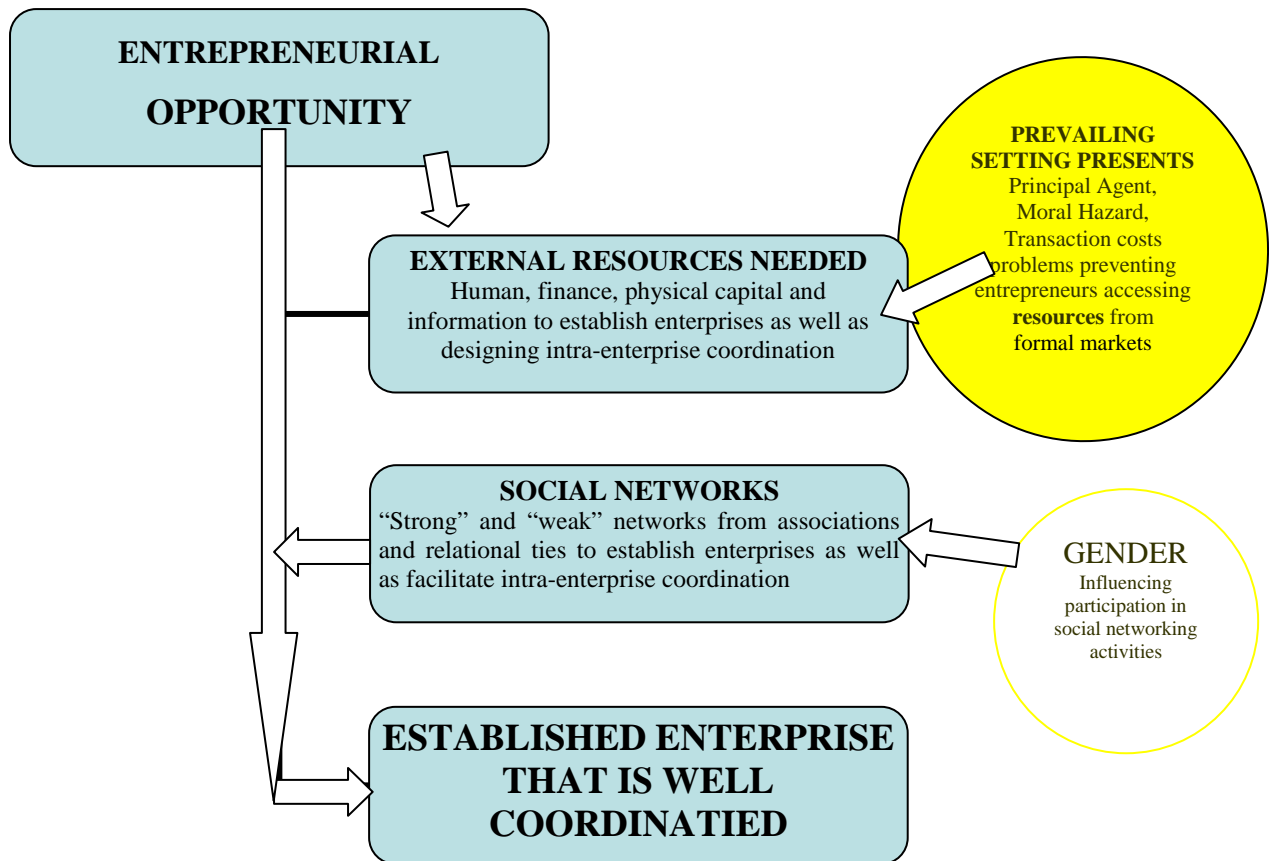 ENTREPRENEURIAL
OPPORTUNITY
PREVAILING
SETTING PRESENTS
Principal Agent,
Moral Hazard,
Transaction costs
problems preventing
entrepreneurs accessing
resources from
formal markets
EXTERNAL RESOURCES NEEDED
Human, finance, physical capital and
information to establish enterprises as well as
designing intra-enterprise coordination
SOCIAL NETWORKS
“Strong” and “weak” networks from associations
and relational ties to establish enterprises as well
as facilitate intra-enterprise coordination
GENDER
Influencing
participation in
social networking
activities
ESTABLISHED ENTERPRISE
THAT IS WELL
COORDINATIED